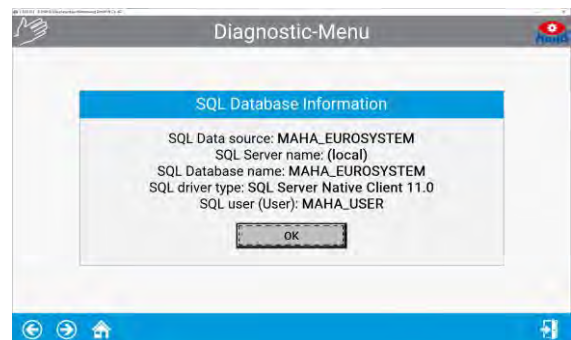 Diagnostic-Menu
SQL Database Information
SQL Data source: MAHA_EUROSYSTEM
SQL Server name: (local)
SQL Database name: MAHA_EUROSYSTEM
SQL driver type: SQL Server Native Client 11.0
SQL user (User): MAHA_USER
OK